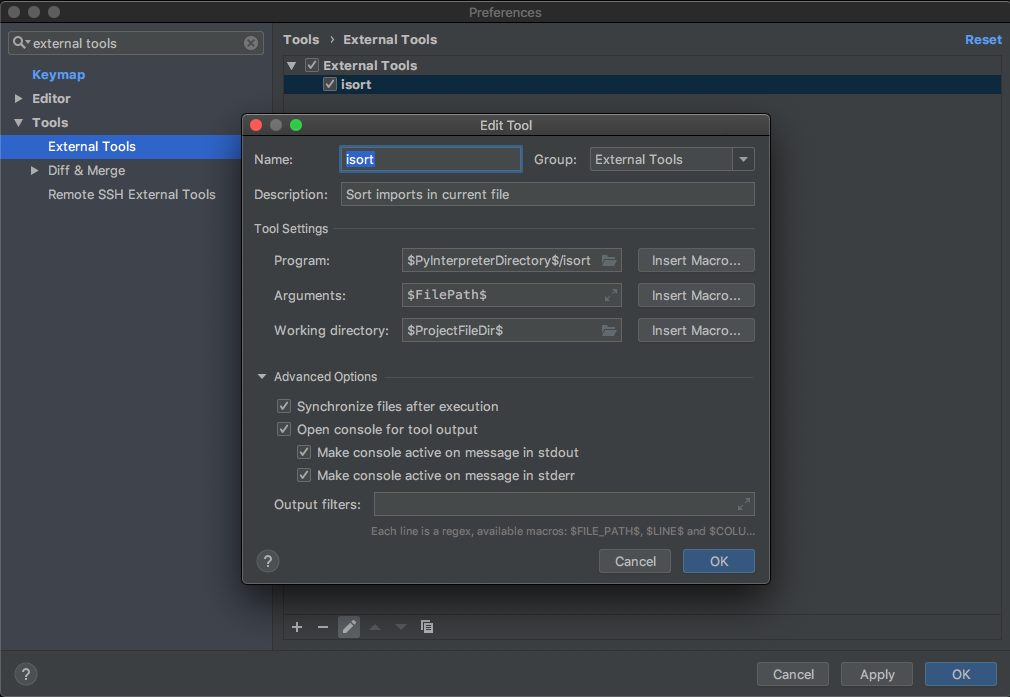 Preferences
external tools
Tools › External Tools
Reset
Keymap
Editor
Tools
External Tools
Diff & Merge
Remote SSH External Tools
External Tools
isort
Edit Tool
Name: isort Group: External Tools
Description: Sort imports in current file
Tool Settings
Program: $PyInterpreterDirectory$/isort Insert Macro...
Arguments: $FilePath$ Insert Macro...
Working directory: $ProjectFileDir$ Insert Macro...
Advanced Options
Synchronize files after execution
Open console for tool output
Make console active on message in stdout
Make console active on message in stderr
Output filters:
Each line is a regex, available macros: $FILE_PATH$, $LINE$ and $COLU...
? Cancel OK
? Cancel Apply OK